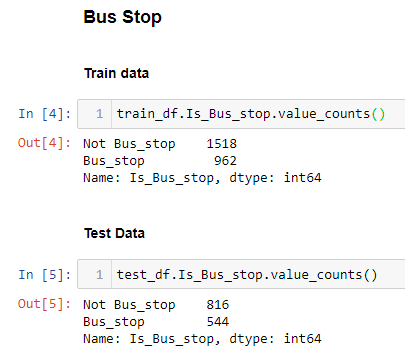 Bus Stop
Train data
In [4]: 1 train_df.Is_Bus_stop.value_counts()
Out[4]: Not Bus_stop    1518
Bus_stop         962
Name: Is_Bus_stop, dtype: int64
Test Data
In [5]: 1 test_df.Is_Bus_stop.value_counts()
Out[5]: Not Bus_stop    816
Bus_stop        544
Name: Is_Bus_stop, dtype: int64